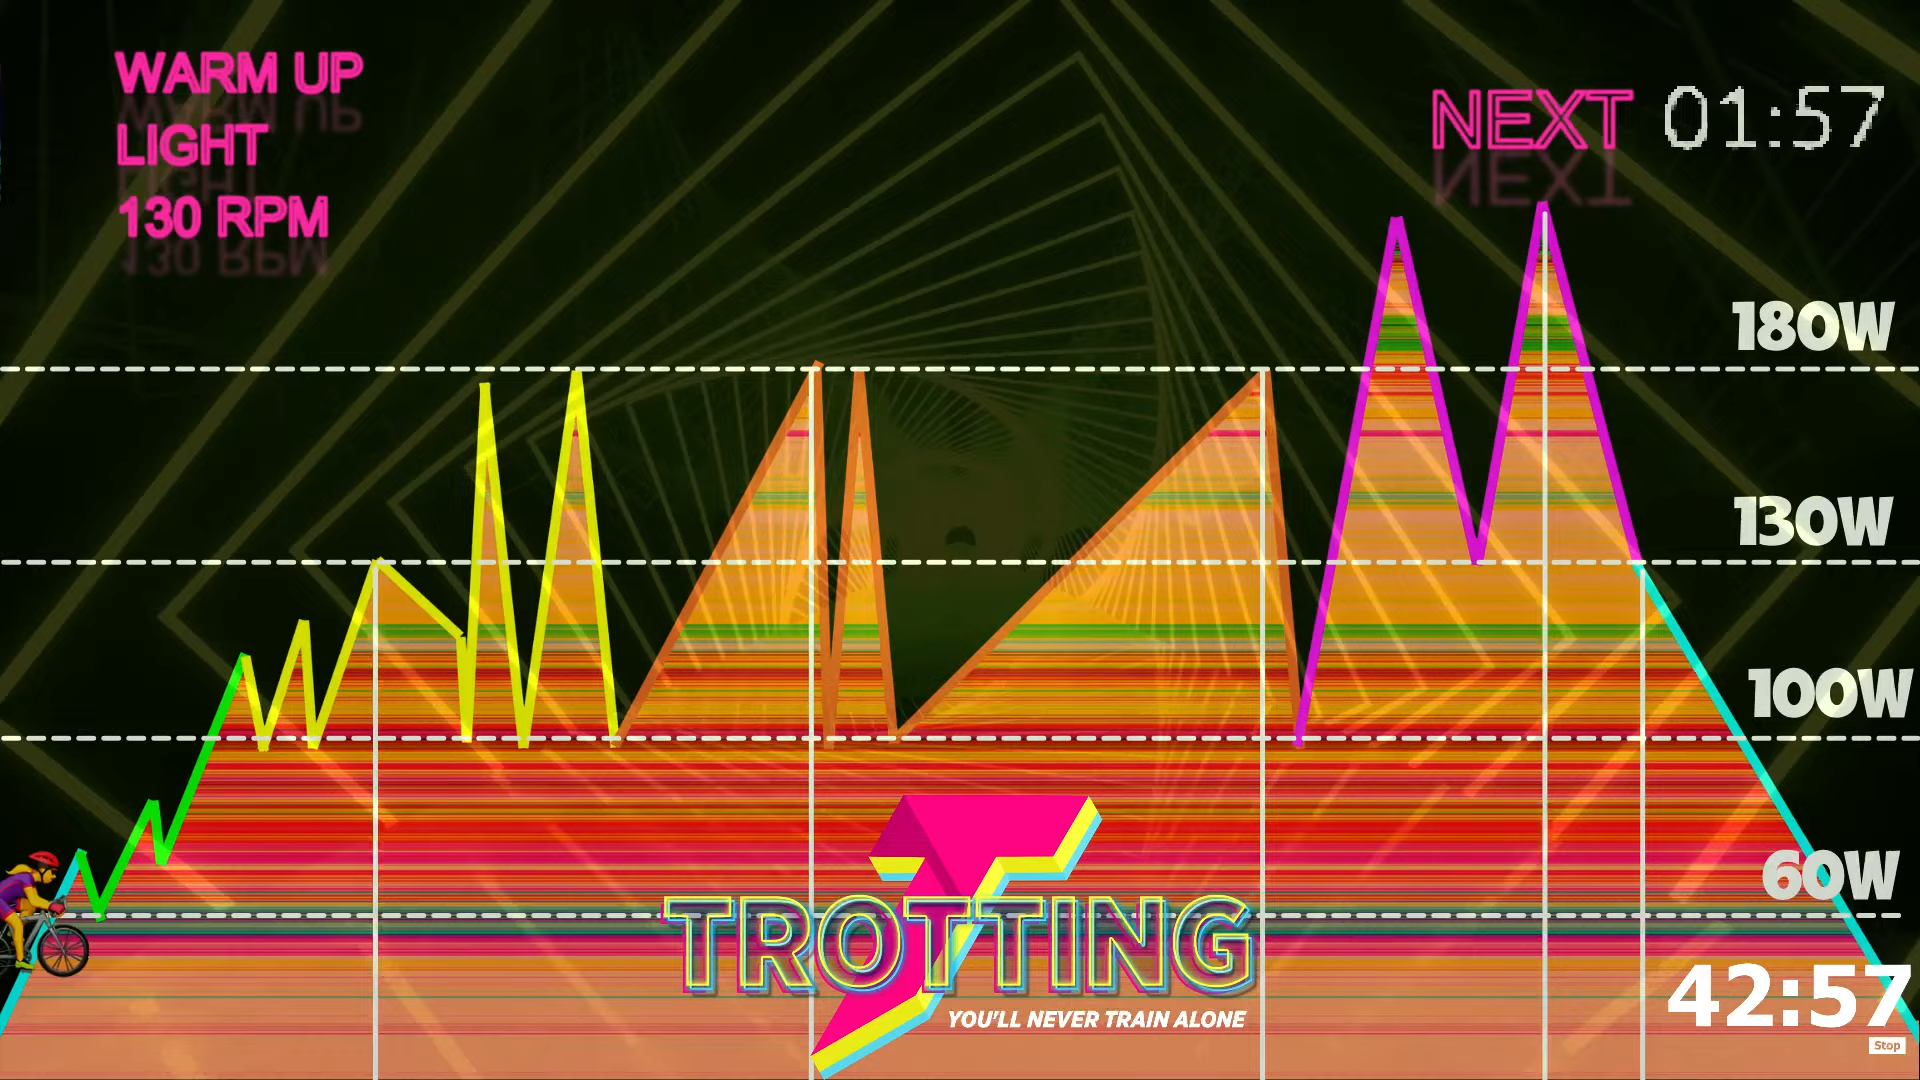 WARM UP
LIGHT
130 RPM
NEXT 01:57
180W
130W
100W
60W
TROTTING
YOU'LL NEVER TRAIN ALONE
42:57
Stop